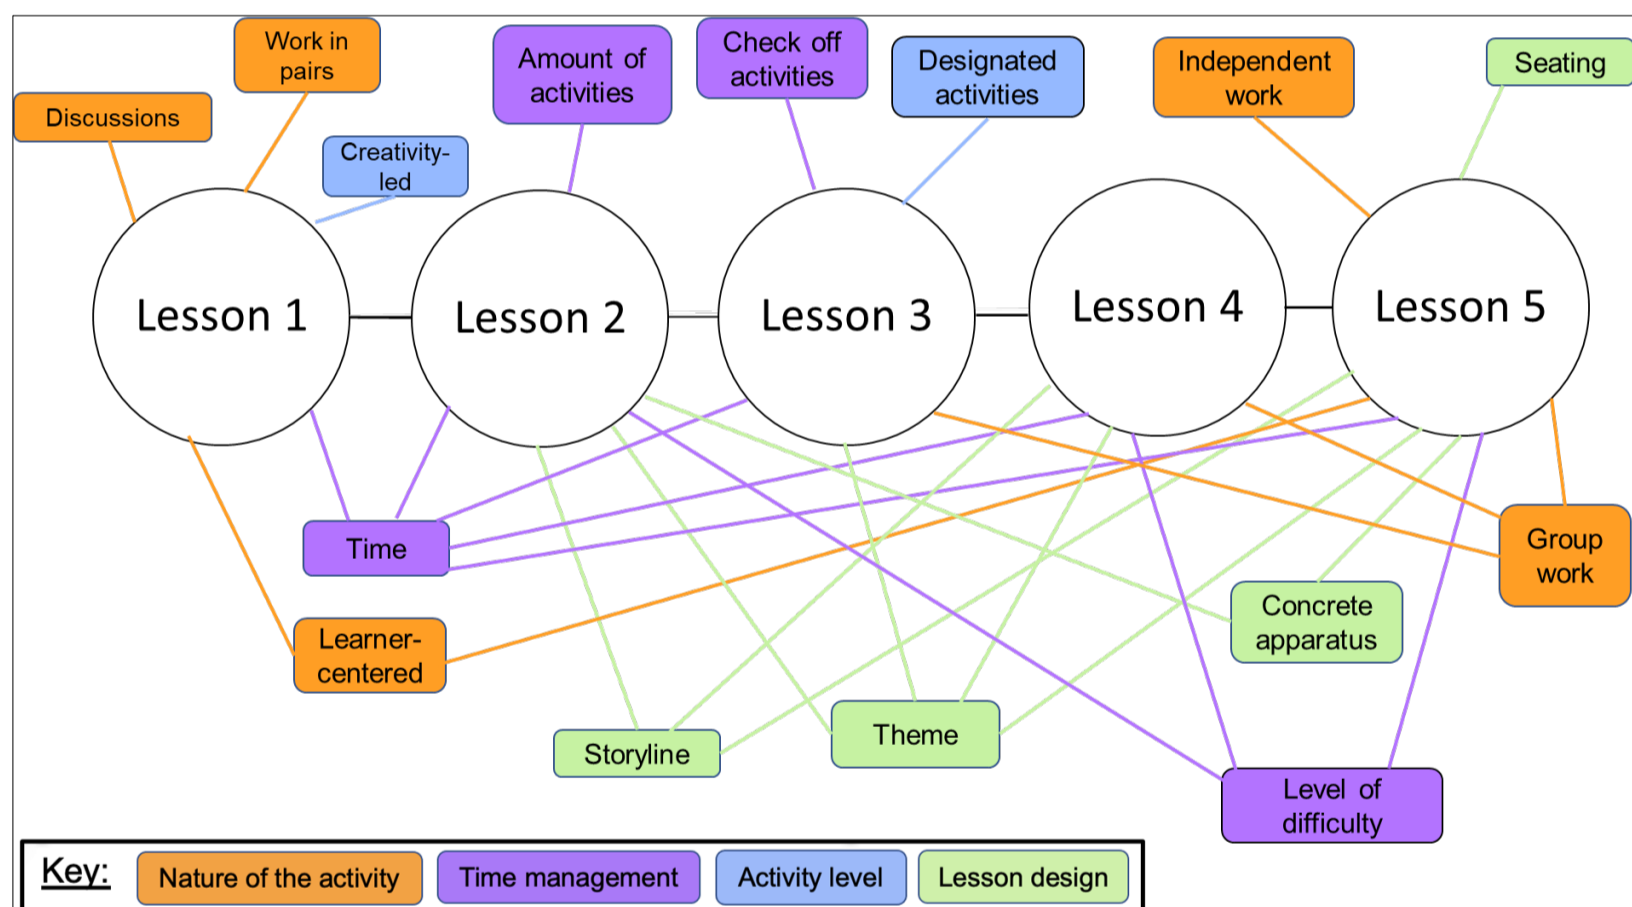 Discussions
Work in
pairs
Creativity-
led
Amount of
activities
Check off
activities
Designated
activities
Independent
work
Seating
Lesson 1
Lesson 2
Lesson 3
Lesson 4
Lesson 5
Time
Learner-
centered
Storyline
Theme
Concrete
apparatus
Group
work
Level of
difficulty
Key:
Nature of the activity
Time management
Activity level
Lesson design